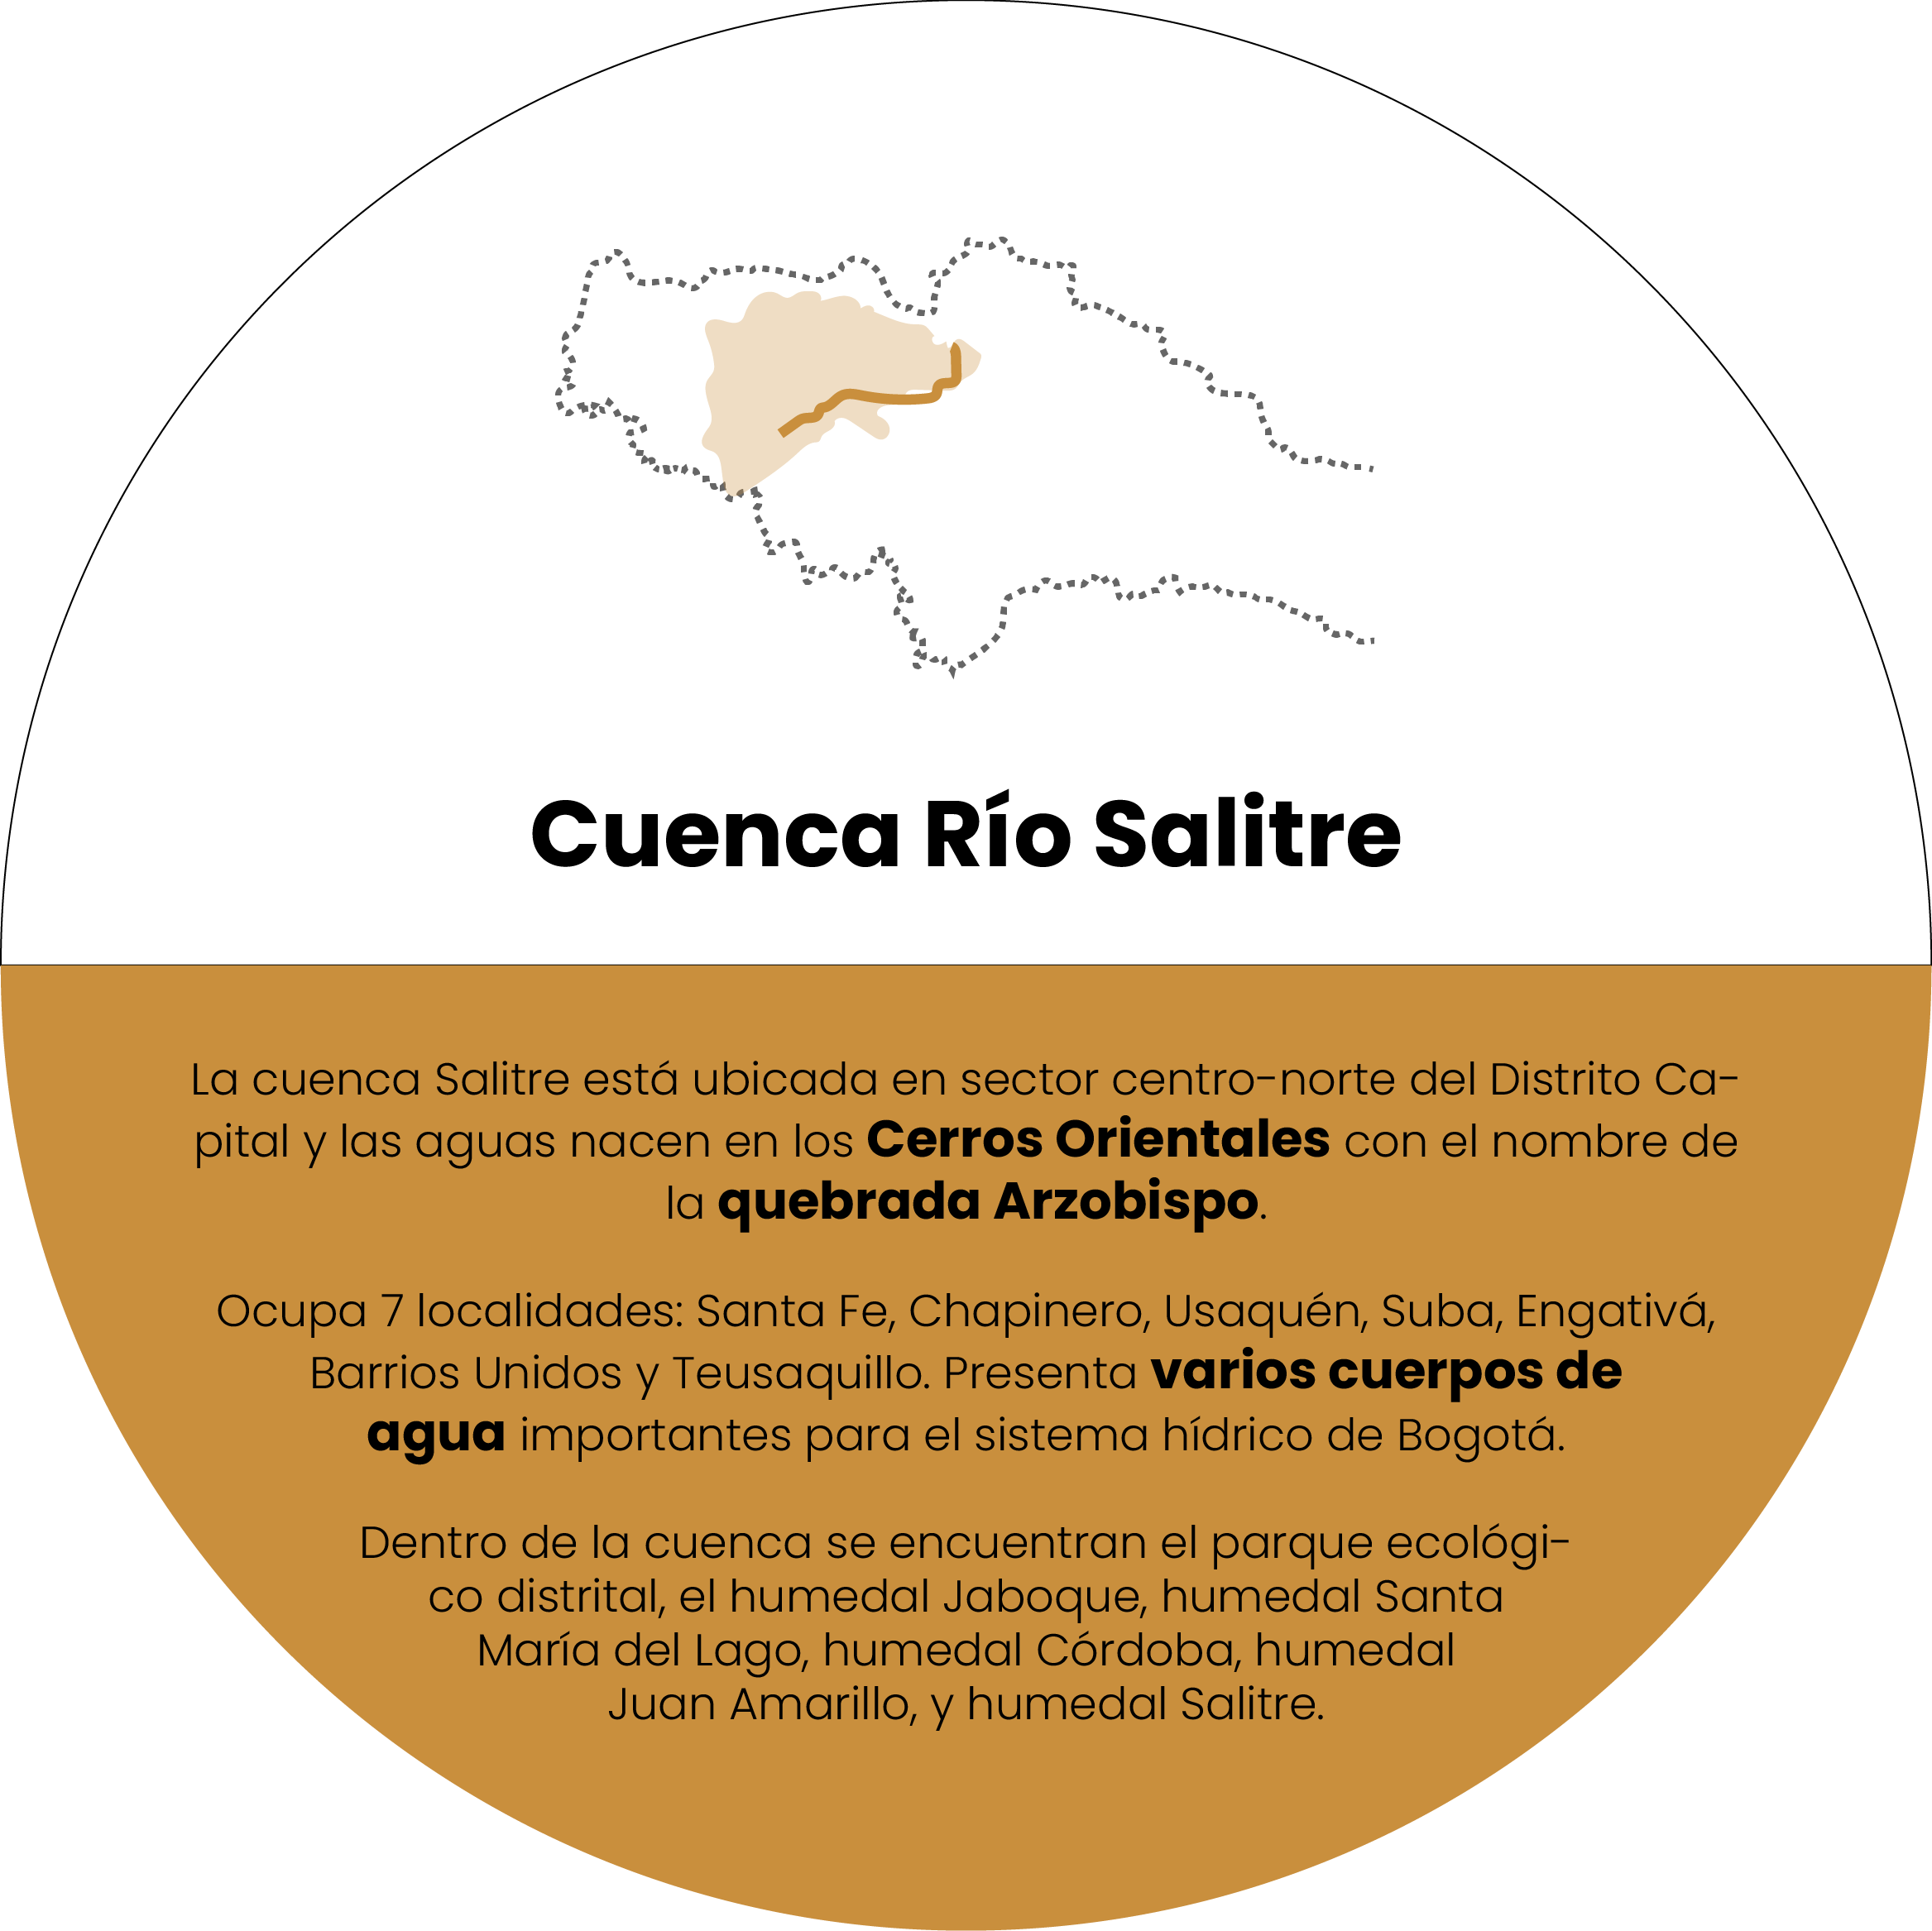 Cuenca Río Salitre
La cuenca Salitre está ubicada en sector centro-norte del Distrito Ca-
pital y las aguas nacen en los Cerros Orientales con el nombre de
la quebrada Arzobispo.
Ocupa 7 localidades: Santa Fe, Chapinero, Usaquén, Suba, Engativá,
Barrios Unidos y Teusaquillo. Presenta varios cuerpos de
agua importantes para el sistema hídrico de Bogotá.
Dentro de la cuenca se encuentran el parque ecológi-
co distrital, el humedal Jaboque, humedal Santa
María del Lago, humedal Córdoba, humedal
Juan Amarillo, y humedal Salitre.